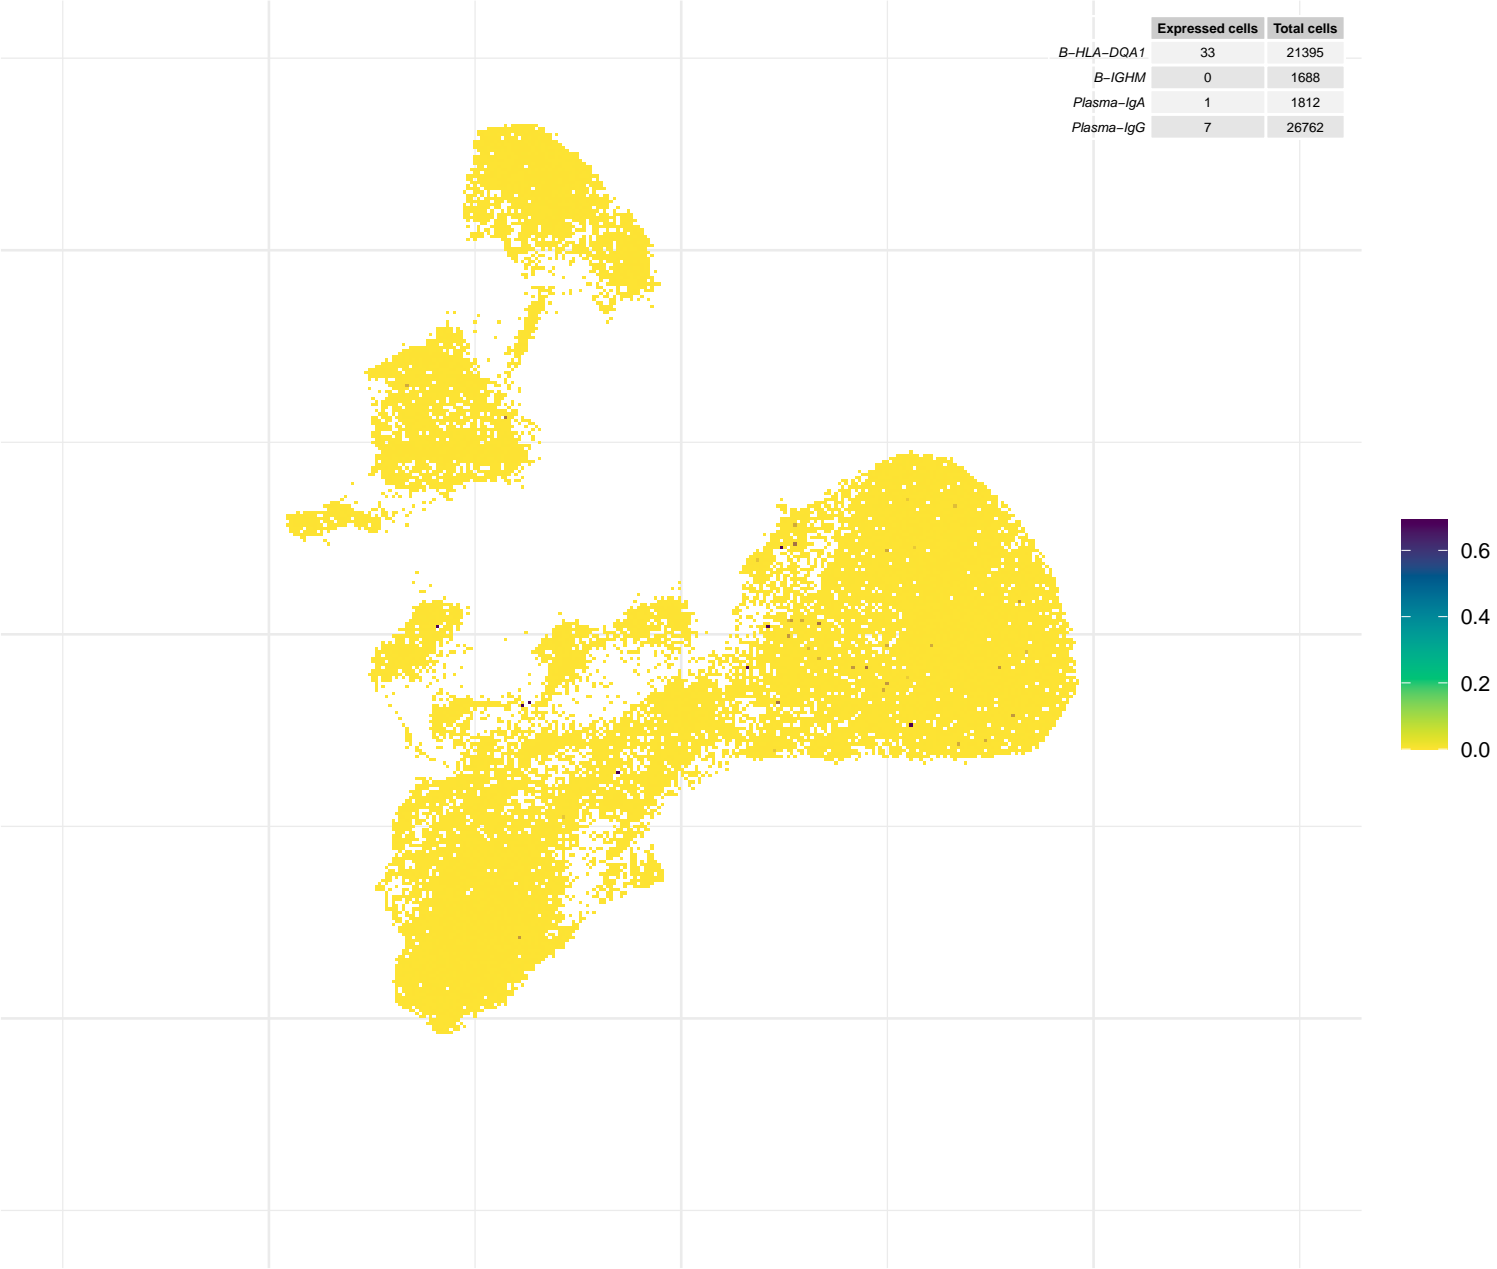 Expressed cells Total cells
B−HLA−DQA1 33 21395
B−IGHM 0 1688
Plasma−IgA 1 1812
Plasma−IgG 7 26762
0.6
0.4
0.2
0.0